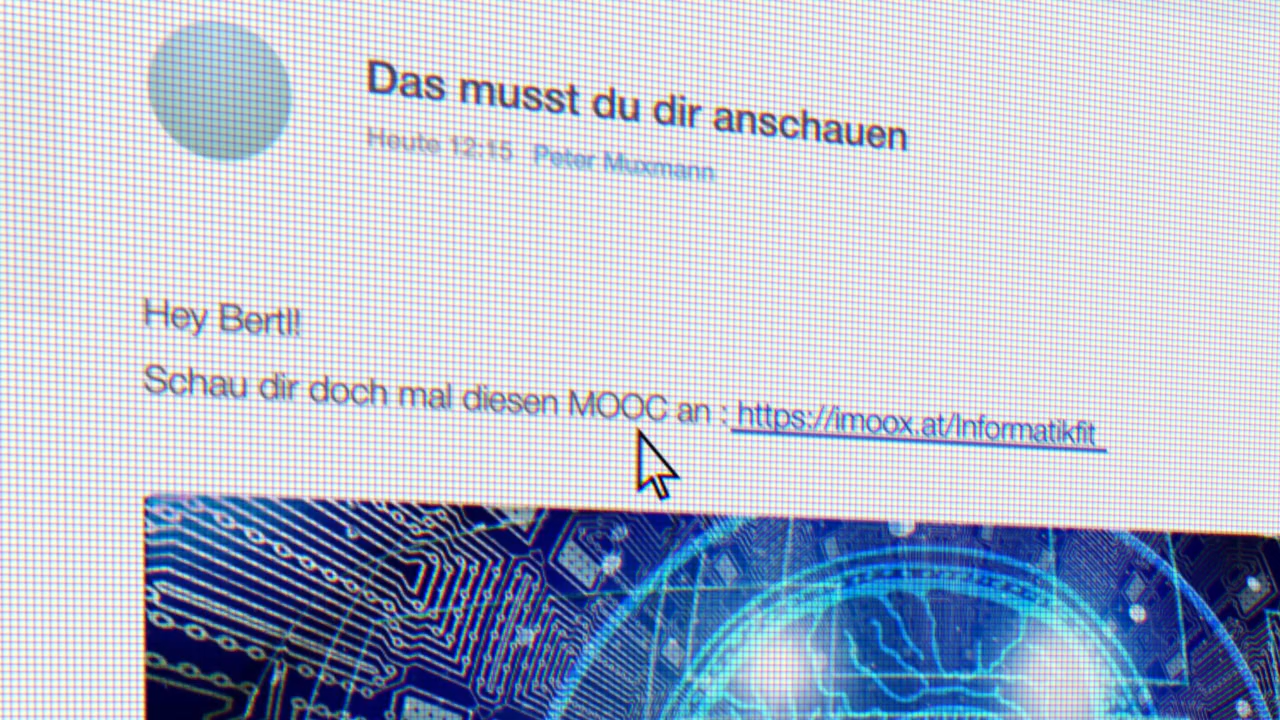 Das musst du dir anschauen
Heute 12:15 Peter Muxmann
Hey Bertl!
Schau dir doch mal diesen MOOC an : https://imoox.at/Informatikfit